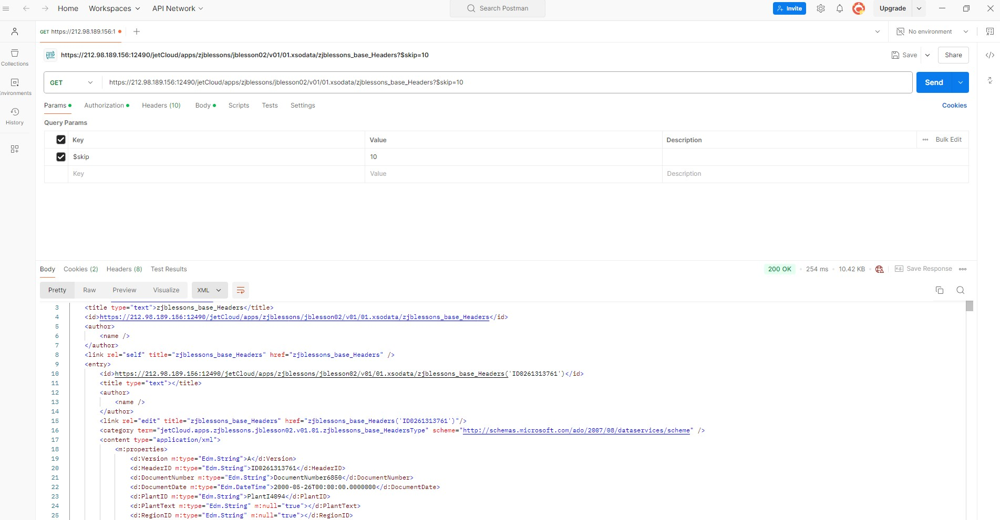 Home Workspaces API Network Search Postman Invite Upgrade
GET https://212.98.189.156:1 No environment
HTTP https://212.98.189.156:12490/jetCloud/apps/zjblessons/jblesson02/v01/01.xsodata/zjblessons_base_Headers?$skip=10 Save Share
Collections
GET https://212.98.189.156:12490/jetCloud/apps/zjblessons/jblesson02/v01/01.xsodata/zjblessons_base_Headers?$skip=10 Send
nvironments
Params Authorization Headers (10) Body Scripts Tests Settings Cookies
History
Query Params
Key Value Description Bulk Edit
$skip 10
Key Value Description
Body Cookies (2) Headers (8) Test Results 200 OK 254 ms 10.42 KB e.g. Save Response
Pretty Raw Preview Visualize XML
3 <title type="text">zjblessons_base_Headers</title>
4 <id>https://212.98.189.156:12490/jetCloud/apps/zjblessons/jblesson02/v01/01.xsodata/zjblessons_base_Headers</id>
5 <author>
6 <name />
7 </author>
8 <link rel="self" title="zjblessons_base_Headers" href="zjblessons_base_Headers" />
9 <entry>
10 <id>https://212.98.189.156:12490/jetCloud/apps/zjblessons/jblesson02/v01/01.xsodata/zjblessons_base_Headers('ID0261313761')</id>
11 <title type="text"></title>
12 <author>
13 <name />
14 </author>
15 <link rel="edit" title="zjblessons_base_Headers" href="zjblessons_base_Headers('ID0261313761')"/>
16 <category term="jetCloud.apps.zjblessons.jblesson02.v01.01.zjblessons_base_HeadersType" scheme="http://schemas.microsoft.com/ado/2007/08/dataservices/scheme" />
17 <content type="application/xml">
18 <m:properties>
19 <d:Version m:type="Edm.String">A</d:Version>
20 <d:HeaderID m:type="Edm.String">ID0261313761</d:HeaderID>
21 <d:DocumentNumber m:type="Edm.String">DocumentNumber6850</d:DocumentNumber>
22 <d:DocumentDate m:type="Edm.DateTime">2000-05-26T00:00:00.0000000</d:DocumentDate>
23 <d:PlantID m:type="Edm.String">PlantI4094</d:PlantID>
24 <d:PlantText m:type="Edm.String" m:null="true"></d:PlantText>
25 <d:RegionID m:type="Edm.String" m:null="true"></d:RegionID>